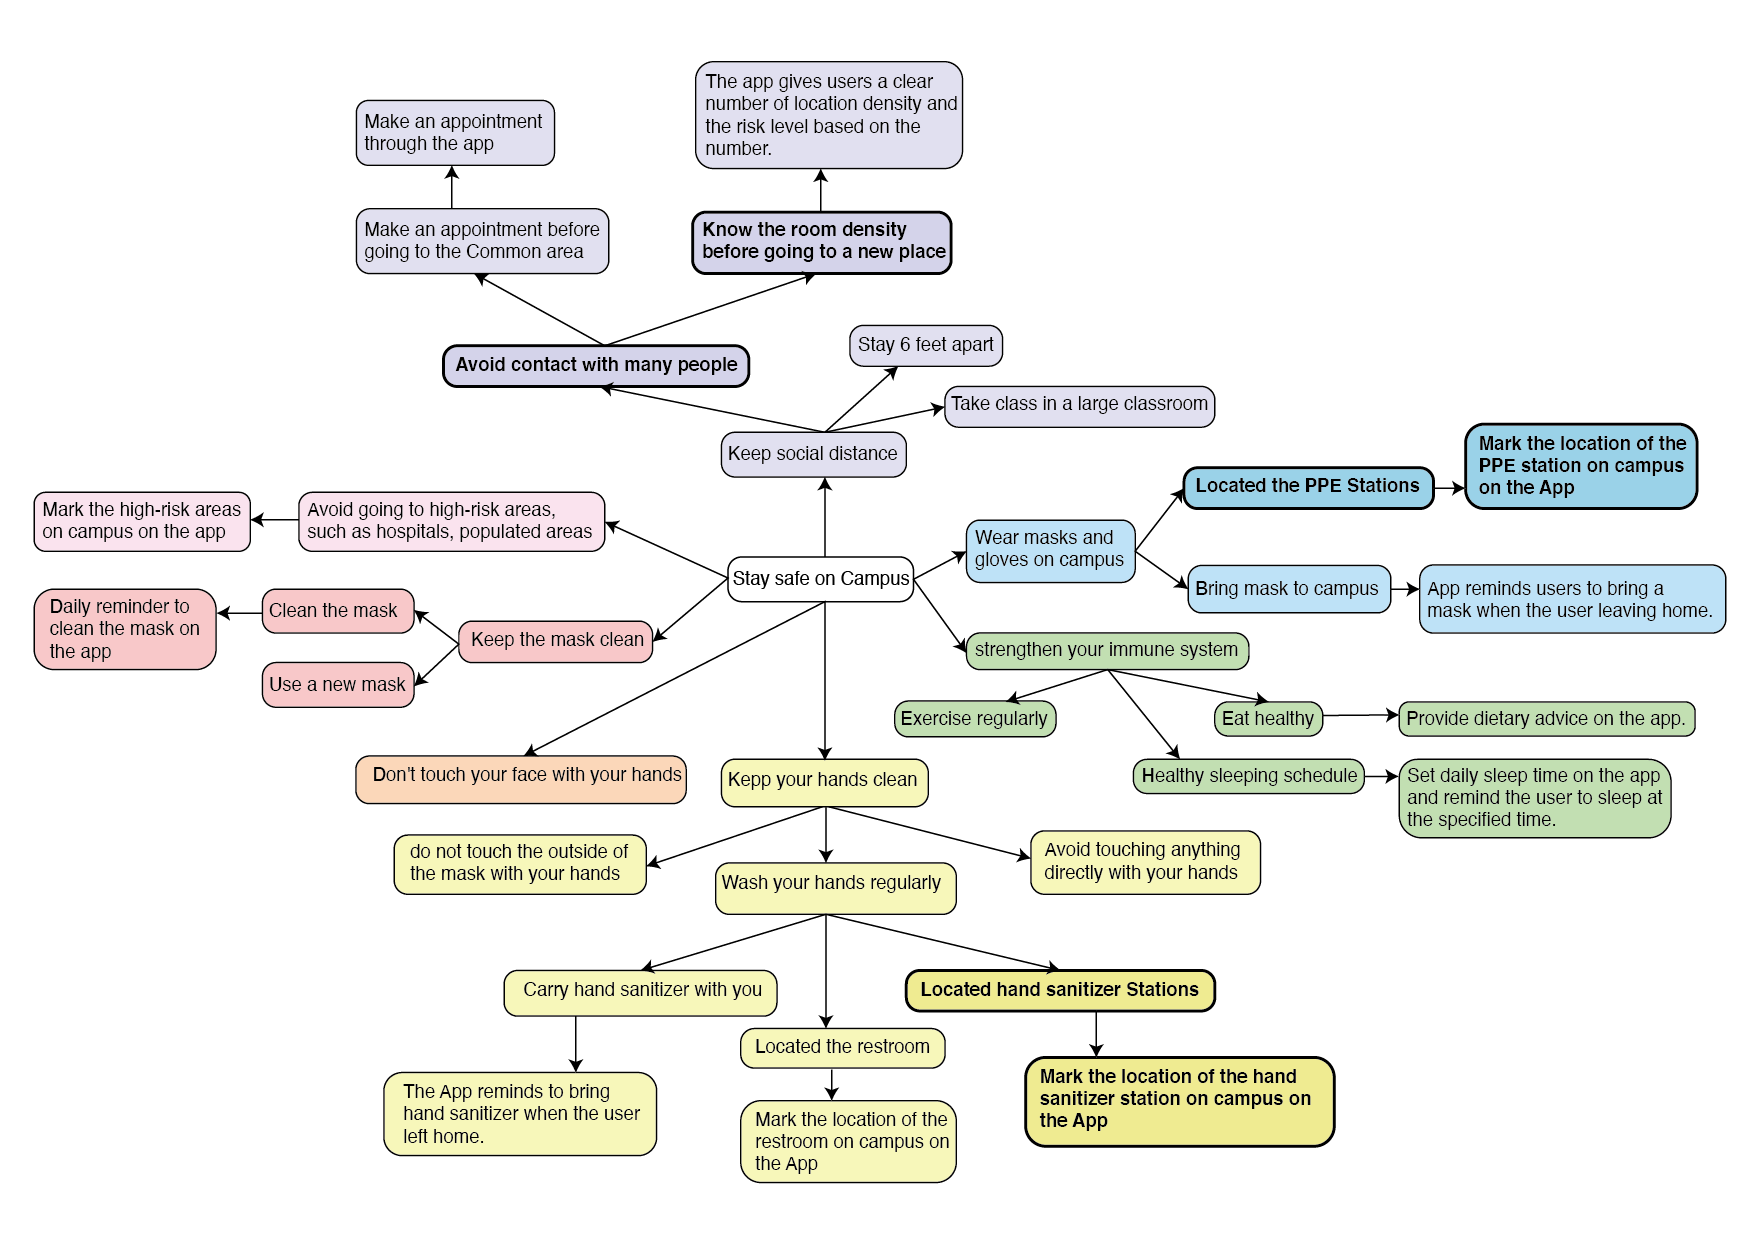 The app gives users a clear
number of location density and
the risk level based on the
number.
Make an appointment
through the app
Make an appointment before
going to the Common area
Know the room density
before going to a new place
Avoid contact with many people
Stay 6 feet apart
Take class in a large classroom
Keep social distance
Mark the location of the
PPE station on campus
on the App
Located the PPE Stations
Mark the high-risk areas
on campus on the app
Avoid going to high-risk areas,
such as hospitals, populated areas
Wear masks and
gloves on campus
Stay safe on Campus
Bring mask to campus
App reminds users to bring a
mask when the user leaving home.
Daily reminder to
clean the mask on
the app
Clean the mask
Keep the mask clean
Use a new mask
strengthen your immune system
Exercise regularly
Eat healthy
Provide dietary advice on the app.
Healthy sleeping schedule
Set daily sleep time on the app
and remind the user to sleep at
the specified time.
Don't touch your face with your hands
Kepp your hands clean
do not touch the outside of
the mask with your hands
Wash your hands regularly
Avoid touching anything
directly with your hands
Carry hand sanitizer with you
Located hand sanitizer Stations
Located the restroom
The App reminds to bring
hand sanitizer when the user
left home.
Mark the location of the
restroom on campus on
the App
Mark the location of the hand
sanitizer station on campus on
the App